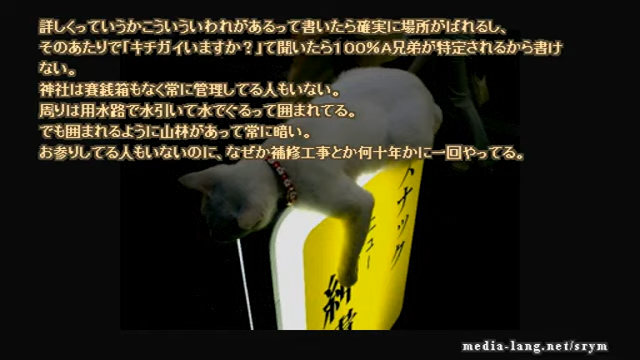 詳しくっていうかこういういわれがあるって書いたら確実に場所がばれるし、
そのあたりで「キチガイいますか？」て聞いたら１００％Ａ兄弟が特定されるから書け
ない。
神社は賽銭箱もなく常に管理してる人もいない。
周りは用水路で水引いて水でぐるって囲まれてる。
でも囲まれるように山林があって常に暗い。
お参りしてる人もいないのに、なぜか補修工事とか何十年かに一回やってる。
スナック
media-lang.net/srym